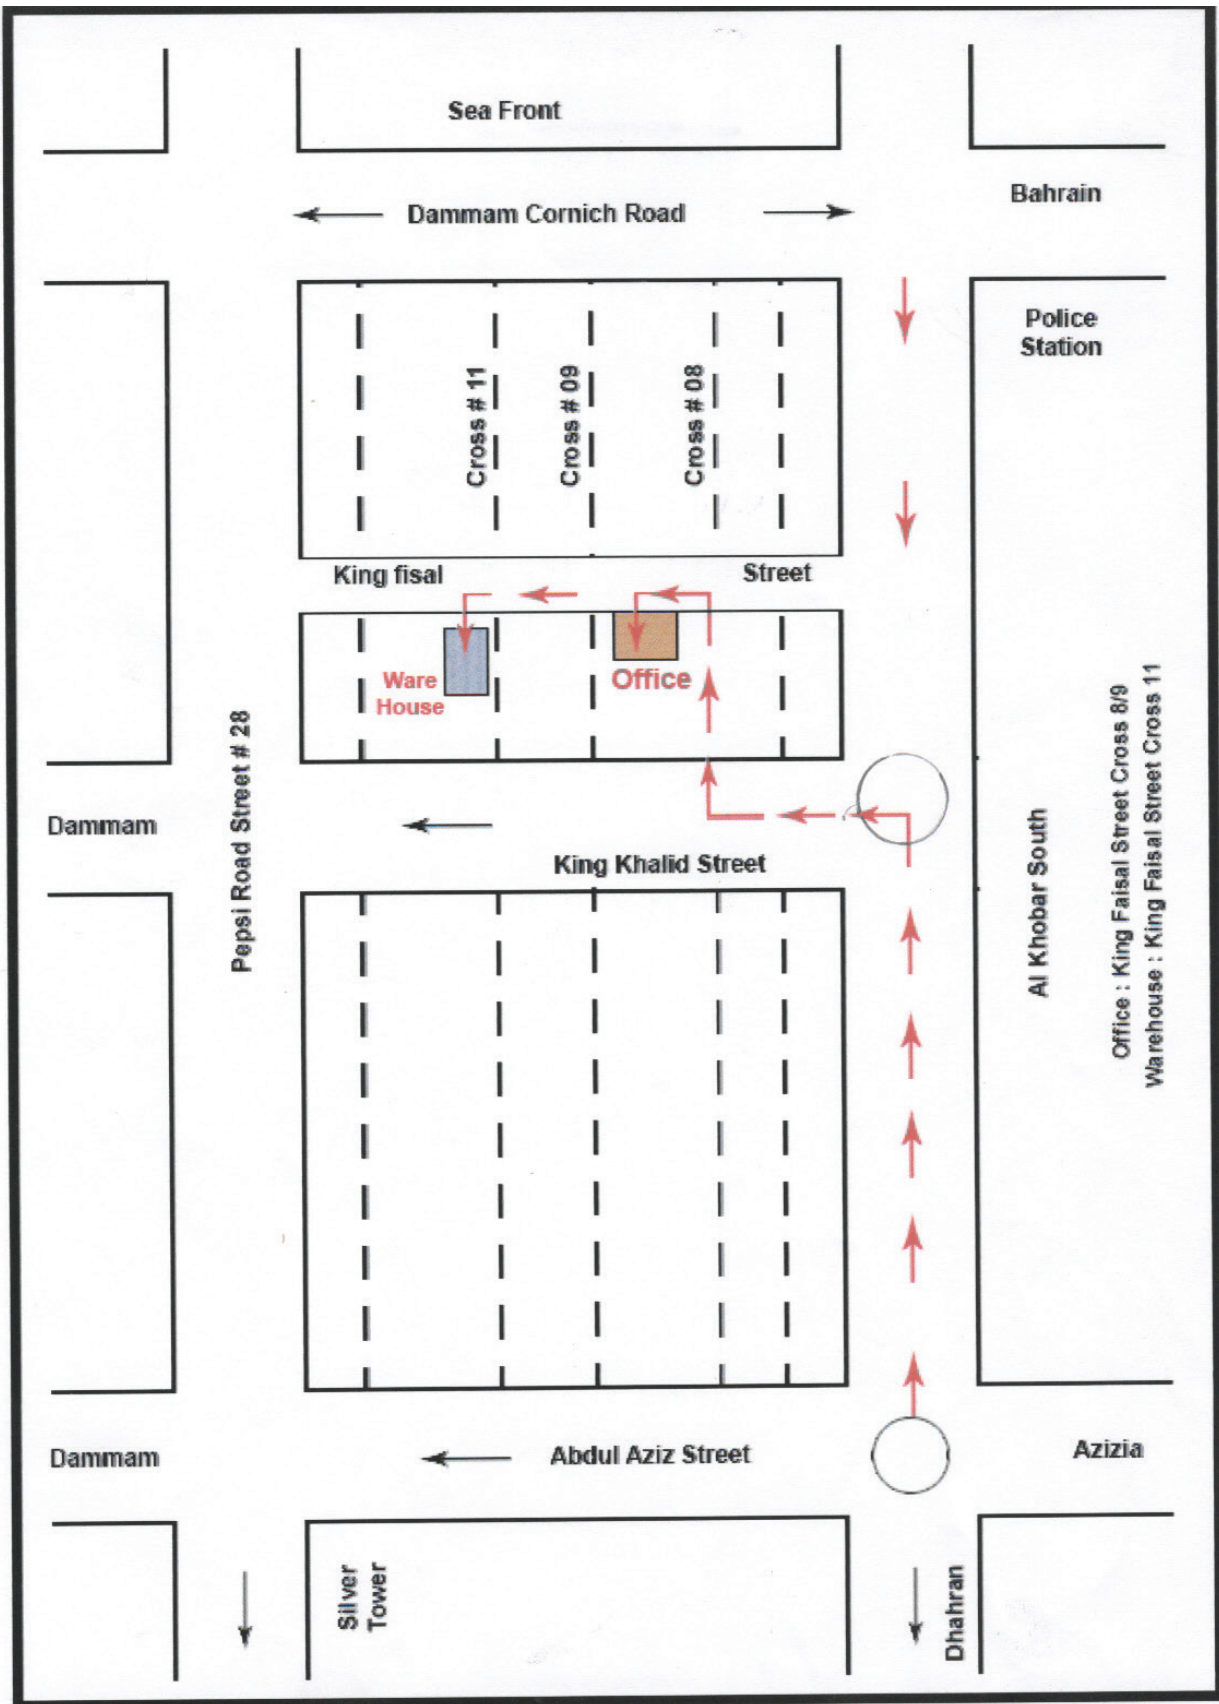 Sea Front
Bahrain
Dammam Cornich Road
Police
Station
Cross # 11
Cross # 09
Cross # 08
King fisal
Street
Ware
House
Office
Pepsi Road Street # 28
Dammam
King Khalid Street
Al Khobar South
Office : King Faisal Street Cross 8/9
Warehouse : King Faisal Street Cross 11
Dammam
Abdul Aziz Street
Azizia
Silver
Tower
Dhahran